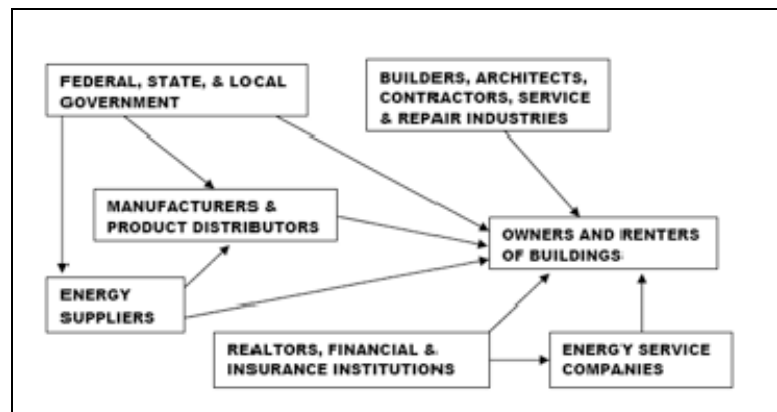 FEDERAL, STATE, & LOCAL
GOVERNMENT
BUILDERS, ARCHITECTS,
CONTRACTORS, SERVICE
& REPAIR INDUSTRIES
MANUFACTURERS &
PRODUCT DISTRIBUTORS
OWNERS AND RENTERS
OF BUILDINGS
ENERGY
SUPPLIERS
REALTORS, FINANCIAL &
INSURANCE INSTITUTIONS
ENERGY SERVICE
COMPANIES